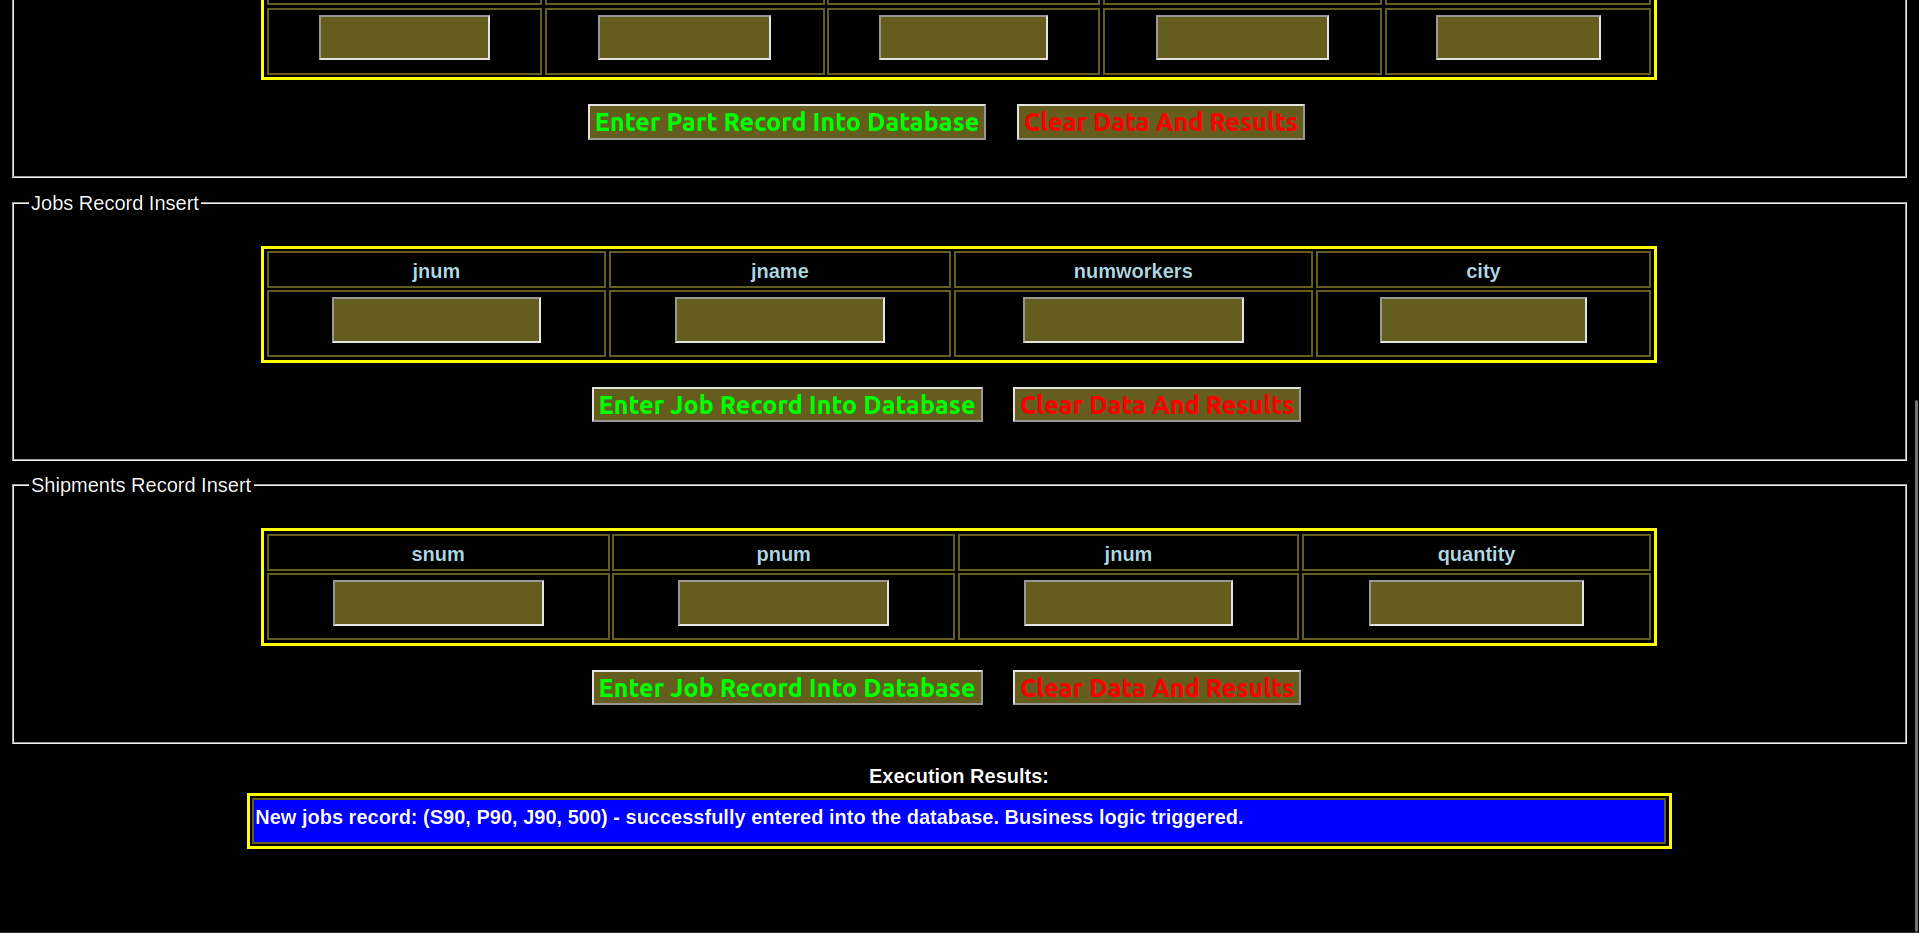 Enter Part Record Into Database Clear Data And Results
Jobs Record Insert
jnum jname numworkers city
Enter Job Record Into Database Clear Data And Results
Shipments Record Insert
snum pnum jnum quantity
Enter Job Record Into Database Clear Data And Results
Execution Results:
New jobs record: (S90, P90, J90, 500) - successfully entered into the database. Business logic triggered.